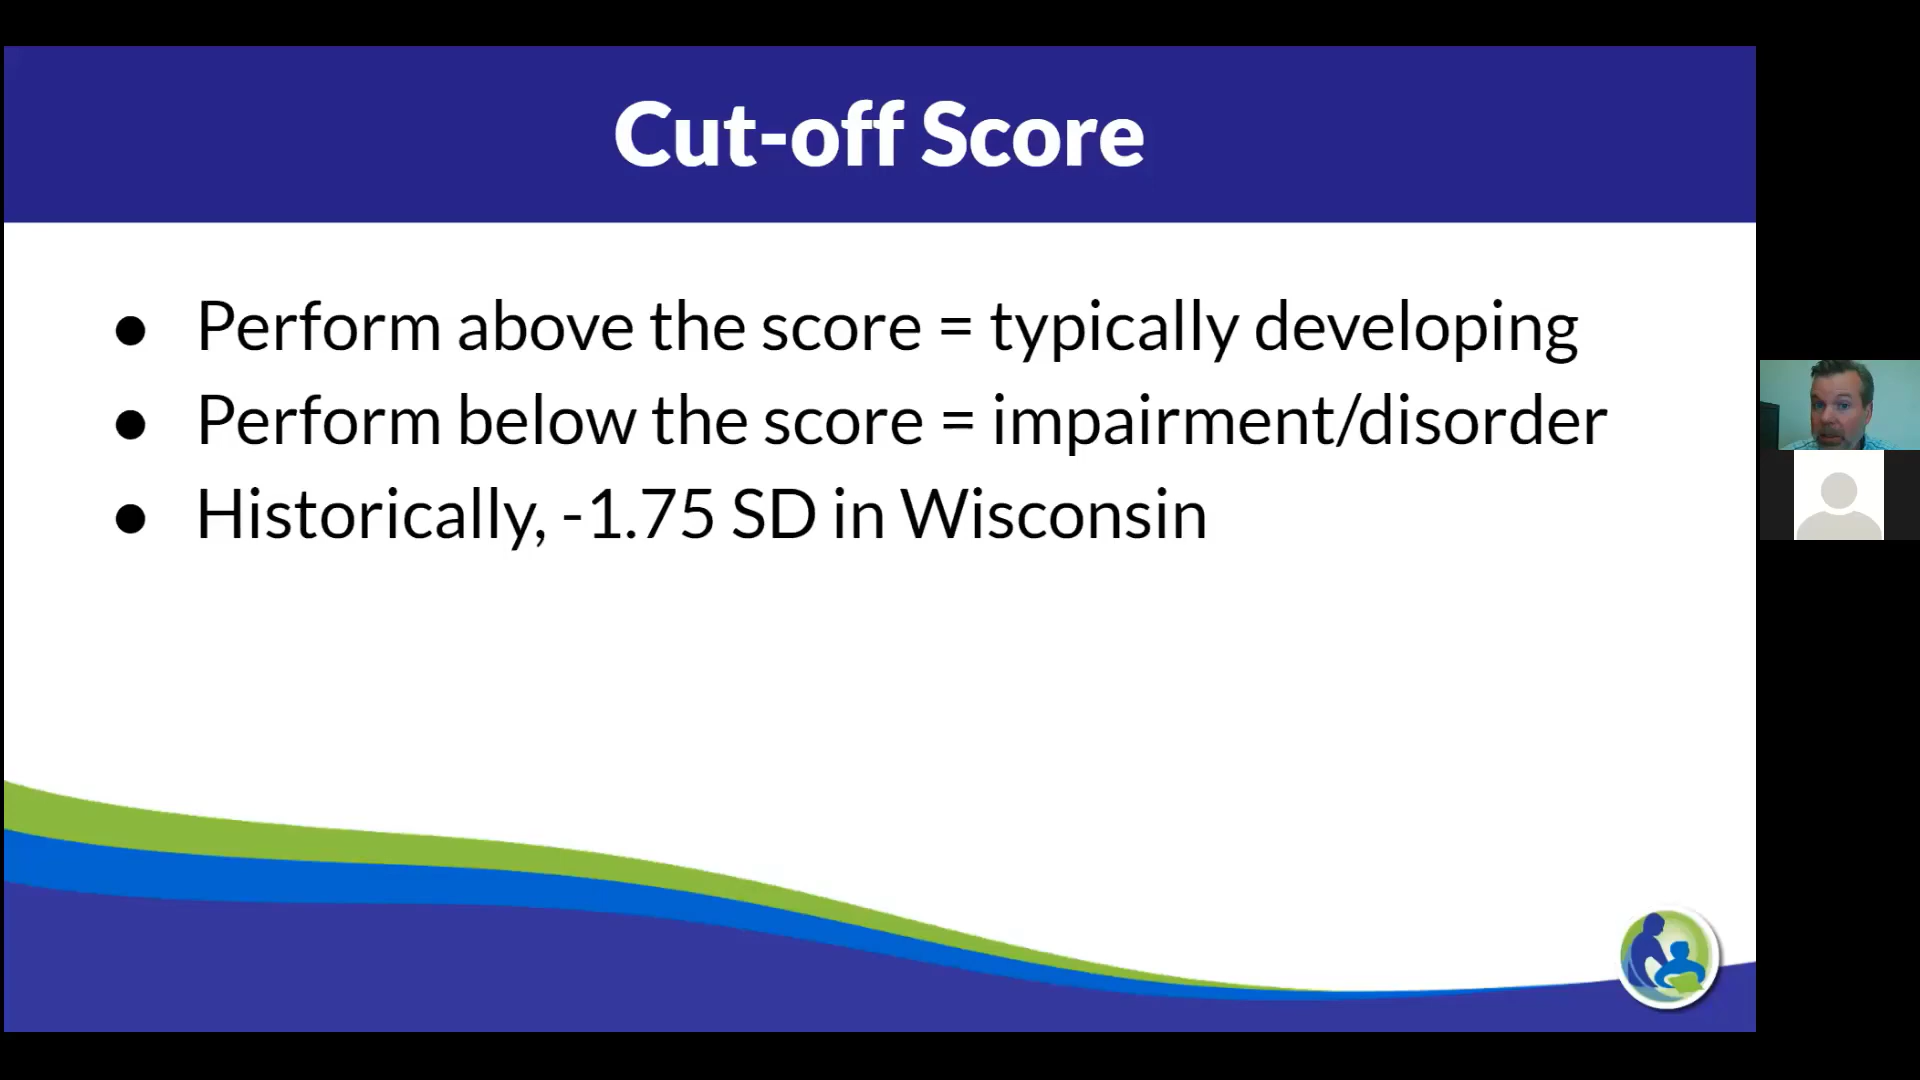 Cut-off Score
● Perform above the score = typically developing
● Perform below the score = impairment/disorder
● Historically, -1.75 SD in Wisconsin